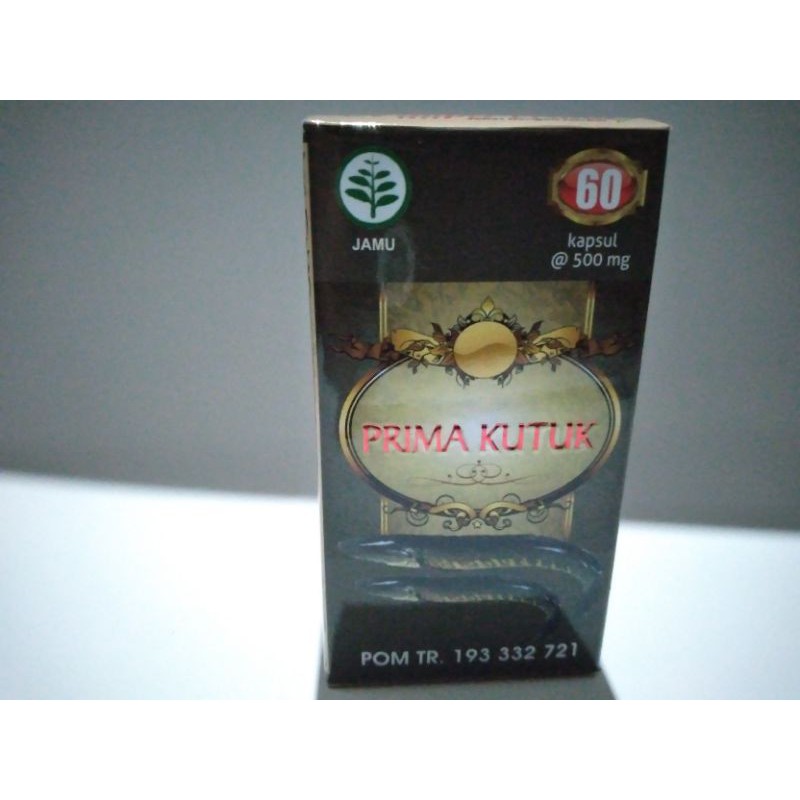 JAMU
60
kapsul
@ 500 mg
PRIMA KUTUK
POM TR. 193 332 721